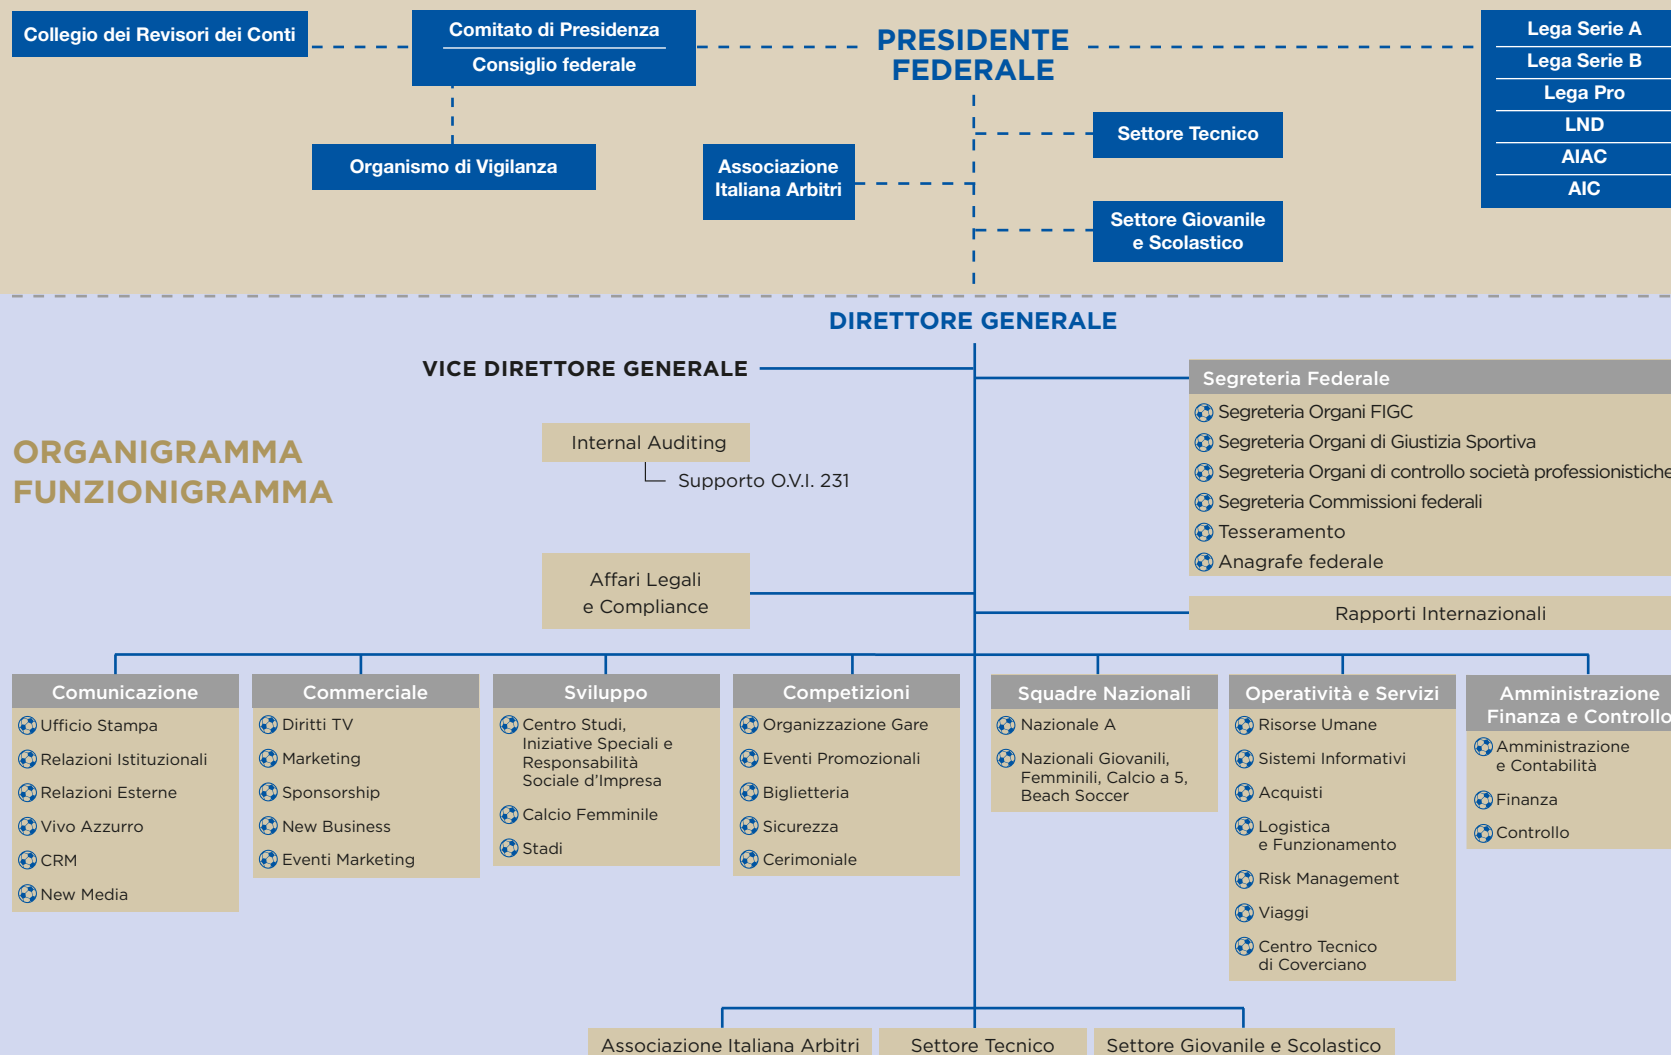 Collegio dei Revisori dei Conti
Comitato di Presidenza
Consiglio federale
PRESIDENTE
FEDERALE
Lega Serie A
Lega Serie B
Lega Pro
LND
AIAC
AIC
Organismo di Vigilanza
Associazione
Italiana Arbitri
Settore Tecnico
Settore Giovanile
e Scolastico
DIRETTORE GENERALE
VICE DIRETTORE GENERALE
ORGANIGRAMMA
FUNZIONIGRAMMA
Internal Auditing
Supporto O.V.I. 231
Affari Legali
e Compliance
Segreteria Federale
Segreteria Organi FIGC
Segreteria Organi di Giustizia Sportiva
Segreteria Organi di controllo società professionistiche
Segreteria Commissioni federali
Tesseramento
Anagrafe federale
Rapporti Internazionali
Comunicazione
Ufficio Stampa
Relazioni Istituzionali
Relazioni Esterne
Vivo Azzurro
CRM
New Media
Commerciale
Diritti TV
Marketing
Sponsorship
New Business
Eventi Marketing
Sviluppo
Centro Studi,
Iniziative Speciali e
Responsabilità
Sociale d'Impresa
Calcio Femminile
Stadi
Competizioni
Organizzazione Gare
Eventi Promozionali
Biglietteria
Sicurezza
Cerimoniale
Squadre Nazionali
Nazionale A
Nazionali Giovanili,
Femminili, Calcio a 5,
Beach Soccer
Operatività e Servizi
Risorse Umane
Sistemi Informativi
Acquisti
Logistica
e Funzionamento
Risk Management
Viaggi
Centro Tecnico
di Coverciano
Amministrazione
Finanza e Controllo
Amministrazione
e Contabilità
Finanza
Controllo
Associazione Italiana Arbitri
Settore Tecnico
Settore Giovanile e Scolastico